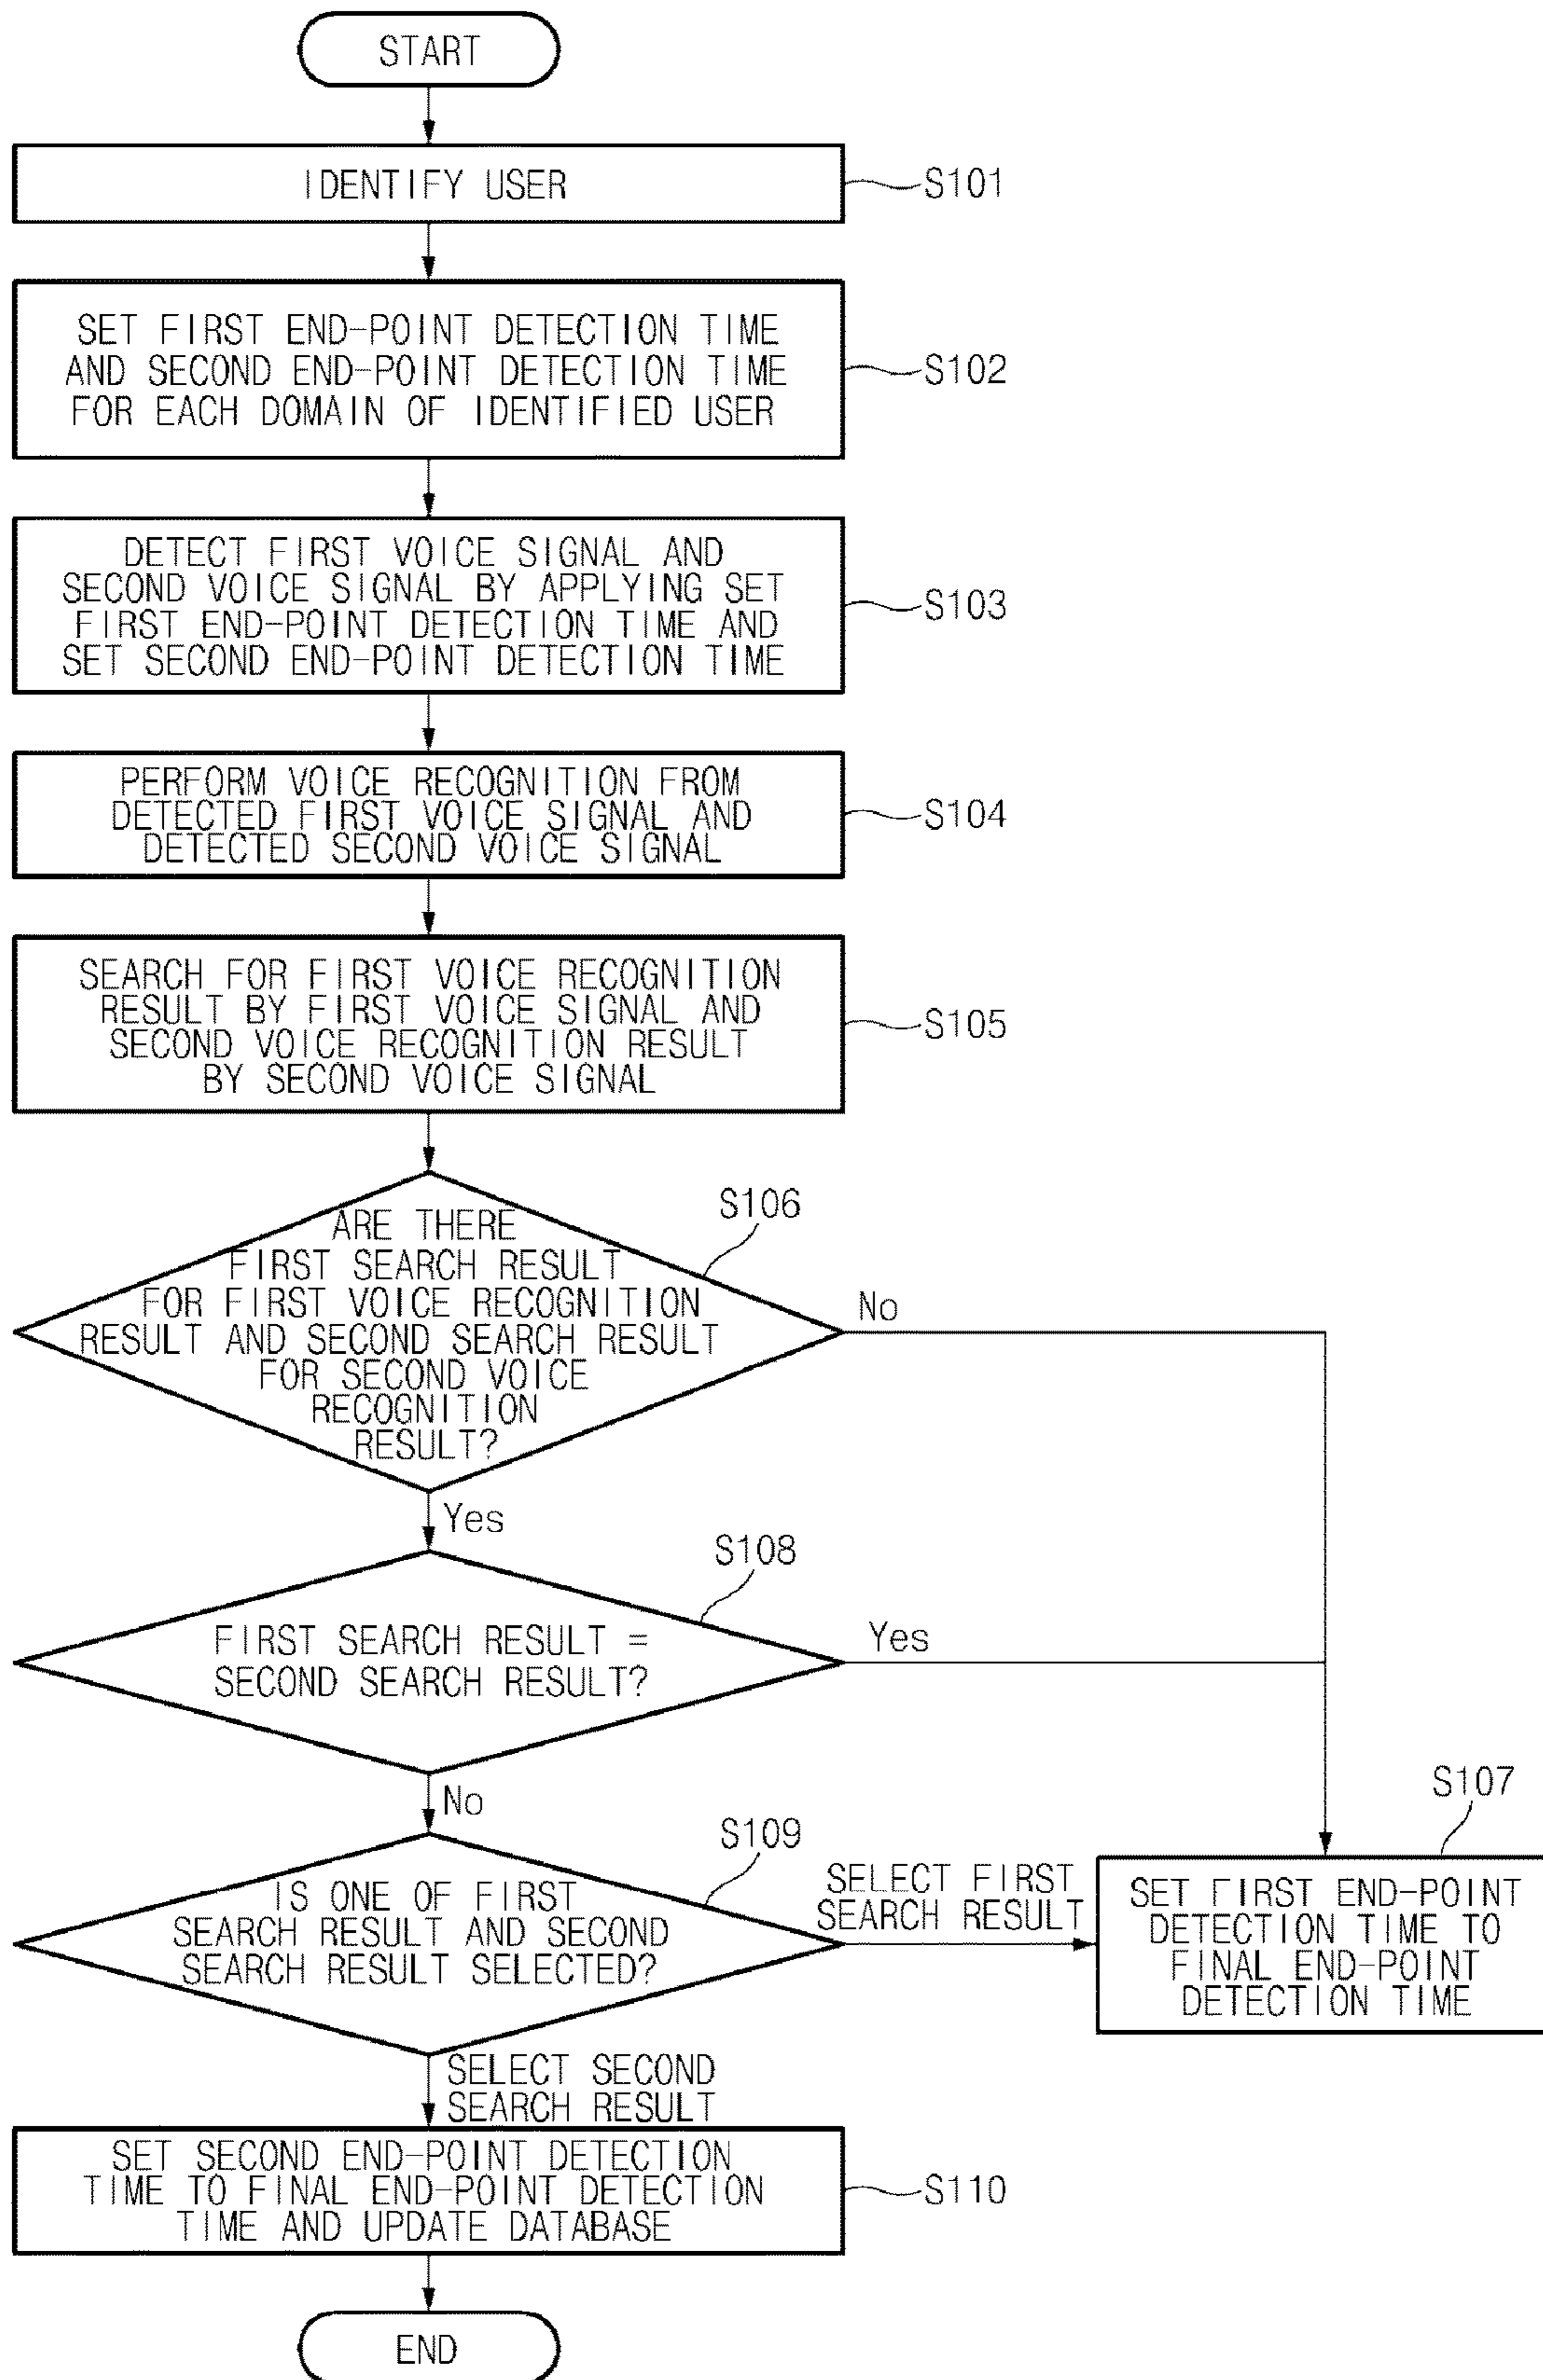 START
IDENTIFY USER
S101
SET FIRST END-POINT DETECTION TIME
AND SECOND END-POINT DETECTION TIME
FOR EACH DOMAIN OF IDENTIFIED USER
S102
DETECT FIRST VOICE SIGNAL AND
SECOND VOICE SIGNAL BY APPLYING SET
FIRST END-POINT DETECTION TIME AND
SET SECOND END-POINT DETECTION TIME
S103
PERFORM VOICE RECOGNITION FROM
DETECTED FIRST VOICE SIGNAL AND
DETECTED SECOND VOICE SIGNAL
S104
SEARCH FOR FIRST VOICE RECOGNITION
RESULT BY FIRST VOICE SIGNAL AND
SECOND VOICE RECOGNITION RESULT
BY SECOND VOICE SIGNAL
S105
S106
ARE THERE
FIRST SEARCH RESULT
FOR FIRST VOICE RECOGNITION
RESULT AND SECOND SEARCH RESULT
FOR SECOND VOICE
RECOGNITION
RESULT?
No
Yes
S108
FIRST SEARCH RESULT =
SECOND SEARCH RESULT?
Yes
No
S109
IS ONE OF FIRST
SEARCH RESULT AND SECOND
SEARCH RESULT SELECTED?
SELECT FIRST
SEARCH RESULT
S107
SET FIRST END-POINT
DETECTION TIME TO
FINAL END-POINT
DETECTION TIME
SELECT SECOND
SEARCH RESULT
SET SECOND END-POINT DETECTION
TIME TO FINAL END-POINT DETECTION
TIME AND UPDATE DATABASE
S110
END